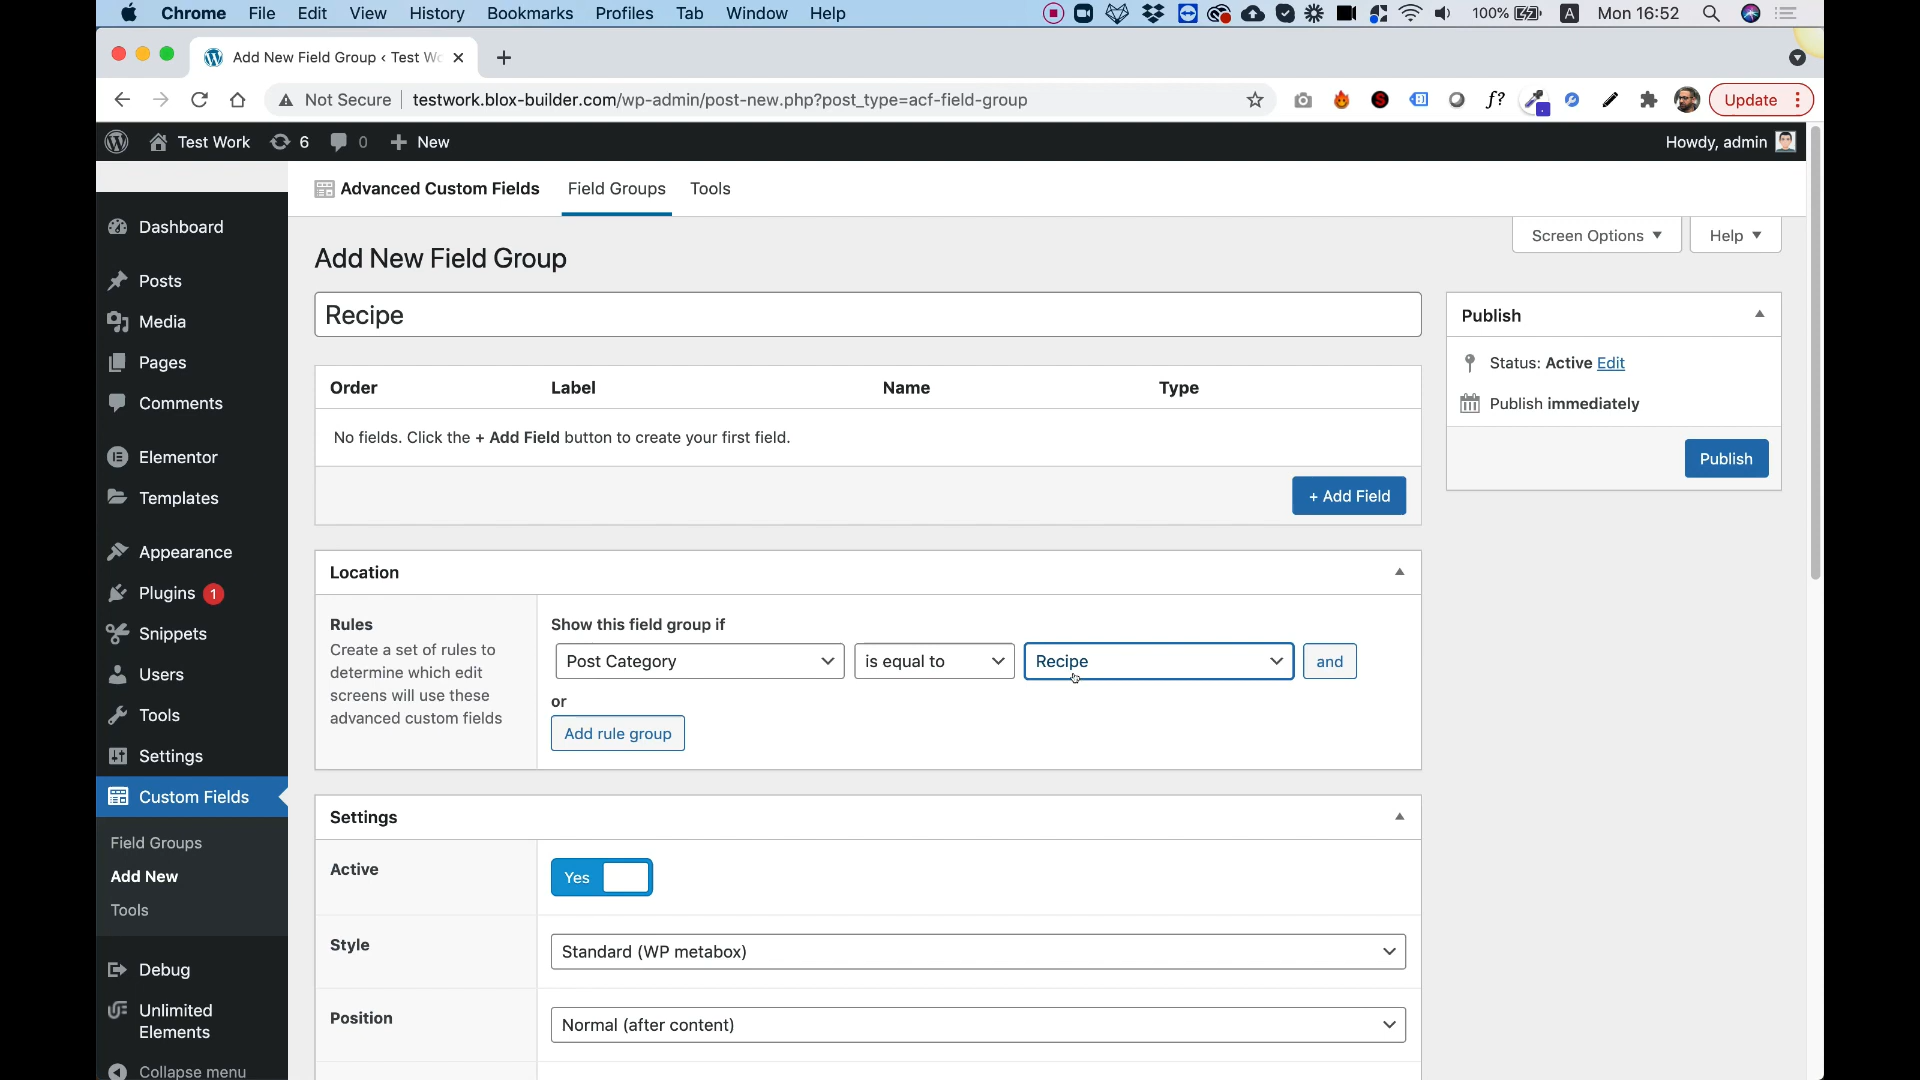 Chrome File Edit View History Bookmarks Profiles Tab Window Help 100% A Mon 16:52
Add New Field Group ‹ Test Wo
Not Secure testwork.blox-builder.com/wp-admin/post-new.php?post_type=acf-field-group S f? Update
Test Work 6 0 New Howdy, admin
Advanced Custom Fields Field Groups Tools
Screen Options Help
Add New Field Group
Recipe
Order Label Name Type
No fields. Click the + Add Field button to create your first field.
+ Add Field
Publish
Status: Active Edit
Publish immediately
Publish
Location
Rules
Create a set of rules to
determine which edit
screens will use these
advanced custom fields
Show this field group if
Post Category is equal to Recipe and
or
Add rule group
Settings
Active Yes
Style Standard (WP metabox)
Position Normal (after content)
Dashboard
Posts
Media
Pages
Comments
Elementor
Templates
Appearance
Plugins 1
Snippets
Users
Tools
Settings
Custom Fields
Field Groups
Add New
Tools
Debug
Unlimited
Elements
Collapse menu